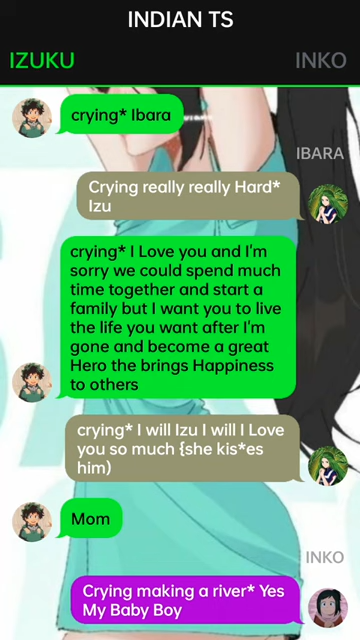 INDIAN TS
IZUKU
INKO
crying* Ibara
IBARA
Crying really really Hard*
Izu
crying* I Love you and I'm
sorry we could spend much
time together and start a
family but I want you to live
the life you want after I'm
gone and become a great
Hero the brings Happiness
to others
crying* I will Izu I will I Love
you so much {she kis*es
him)
Mom
INKO
Crying making a river* Yes
My Baby Boy